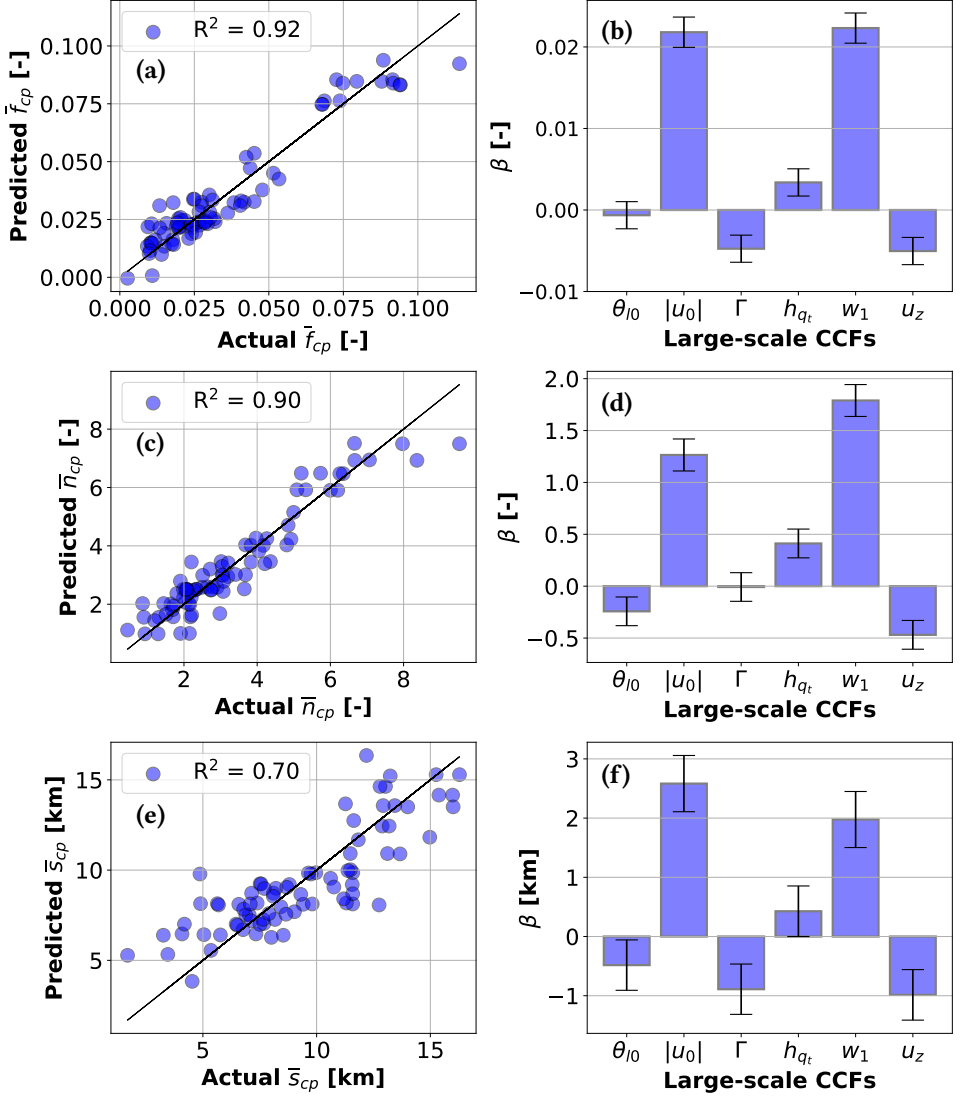 R² = 0.92
(a)
0.100
0.075
0.050
0.025
0.000
Predicted f̅cp [-]
0.000 0.025 0.050 0.075 0.100
Actual f̅cp [-]
(b)
0.02
0.01
0.00
−0.01
β [-]
θl0 |u0| Γ hqt w1 uz
Large-scale CCFs
R² = 0.90
(c)
8
6
4
2
Predicted n̅cp [-]
2 4 6 8
Actual n̅cp [-]
(d)
2.0
1.5
1.0
0.5
0.0
−0.5
β [-]
θl0 |u0| Γ hqt w1 uz
Large-scale CCFs
R² = 0.70
(e)
15
10
5
Predicted s̅cp [km]
5 10 15
Actual s̅cp [km]
(f)
3
2
1
0
−1
β [km]
θl0 |u0| Γ hqt w1 uz
Large-scale CCFs